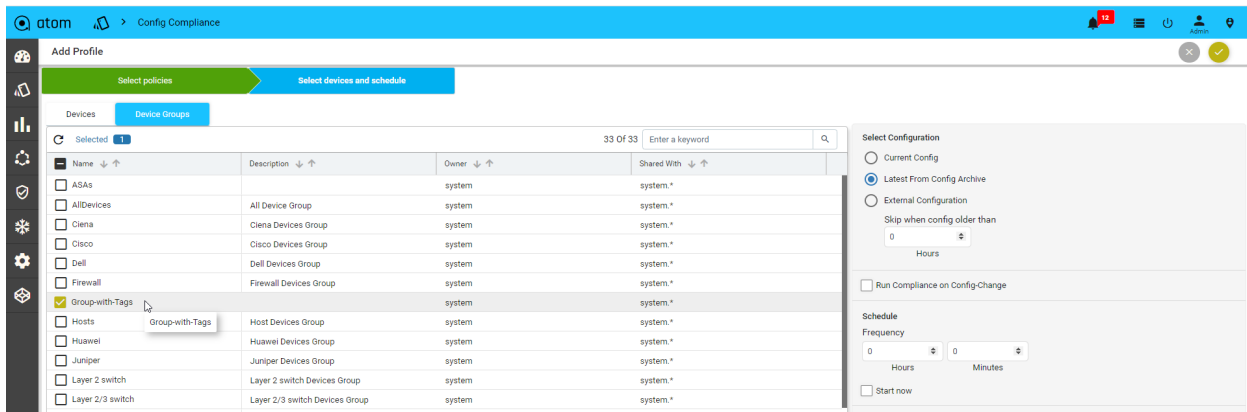 atom > Config Compliance 12 Admin
Add Profile
Select policies Select devices and schedule
Devices Device Groups
Selected 1 33 Of 33 Enter a keyword
Name Description Owner Shared With
ASAs system system.*
AllDevices All Device Group system system.*
Ciena Ciena Devices Group system system.*
Cisco Cisco Devices Group system system.*
Dell Dell Devices Group system system.*
Firewall Firewall Devices Group system system.*
Group-with-Tags system system.*
Hosts Group-with-Tags Host Devices Group system system.*
Huawei Huawei Devices Group system system.*
Juniper Juniper Devices Group system system.*
Layer 2 switch Layer 2 switch Devices Group system system.*
Layer 2/3 switch Layer 2/3 switch Devices Group system system.*
Select Configuration
Current Config
Latest From Config Archive
External Configuration
Skip when config older than
0
Hours
Run Compliance on Config-Change
Schedule
Frequency
0 0
Hours Minutes
Start now